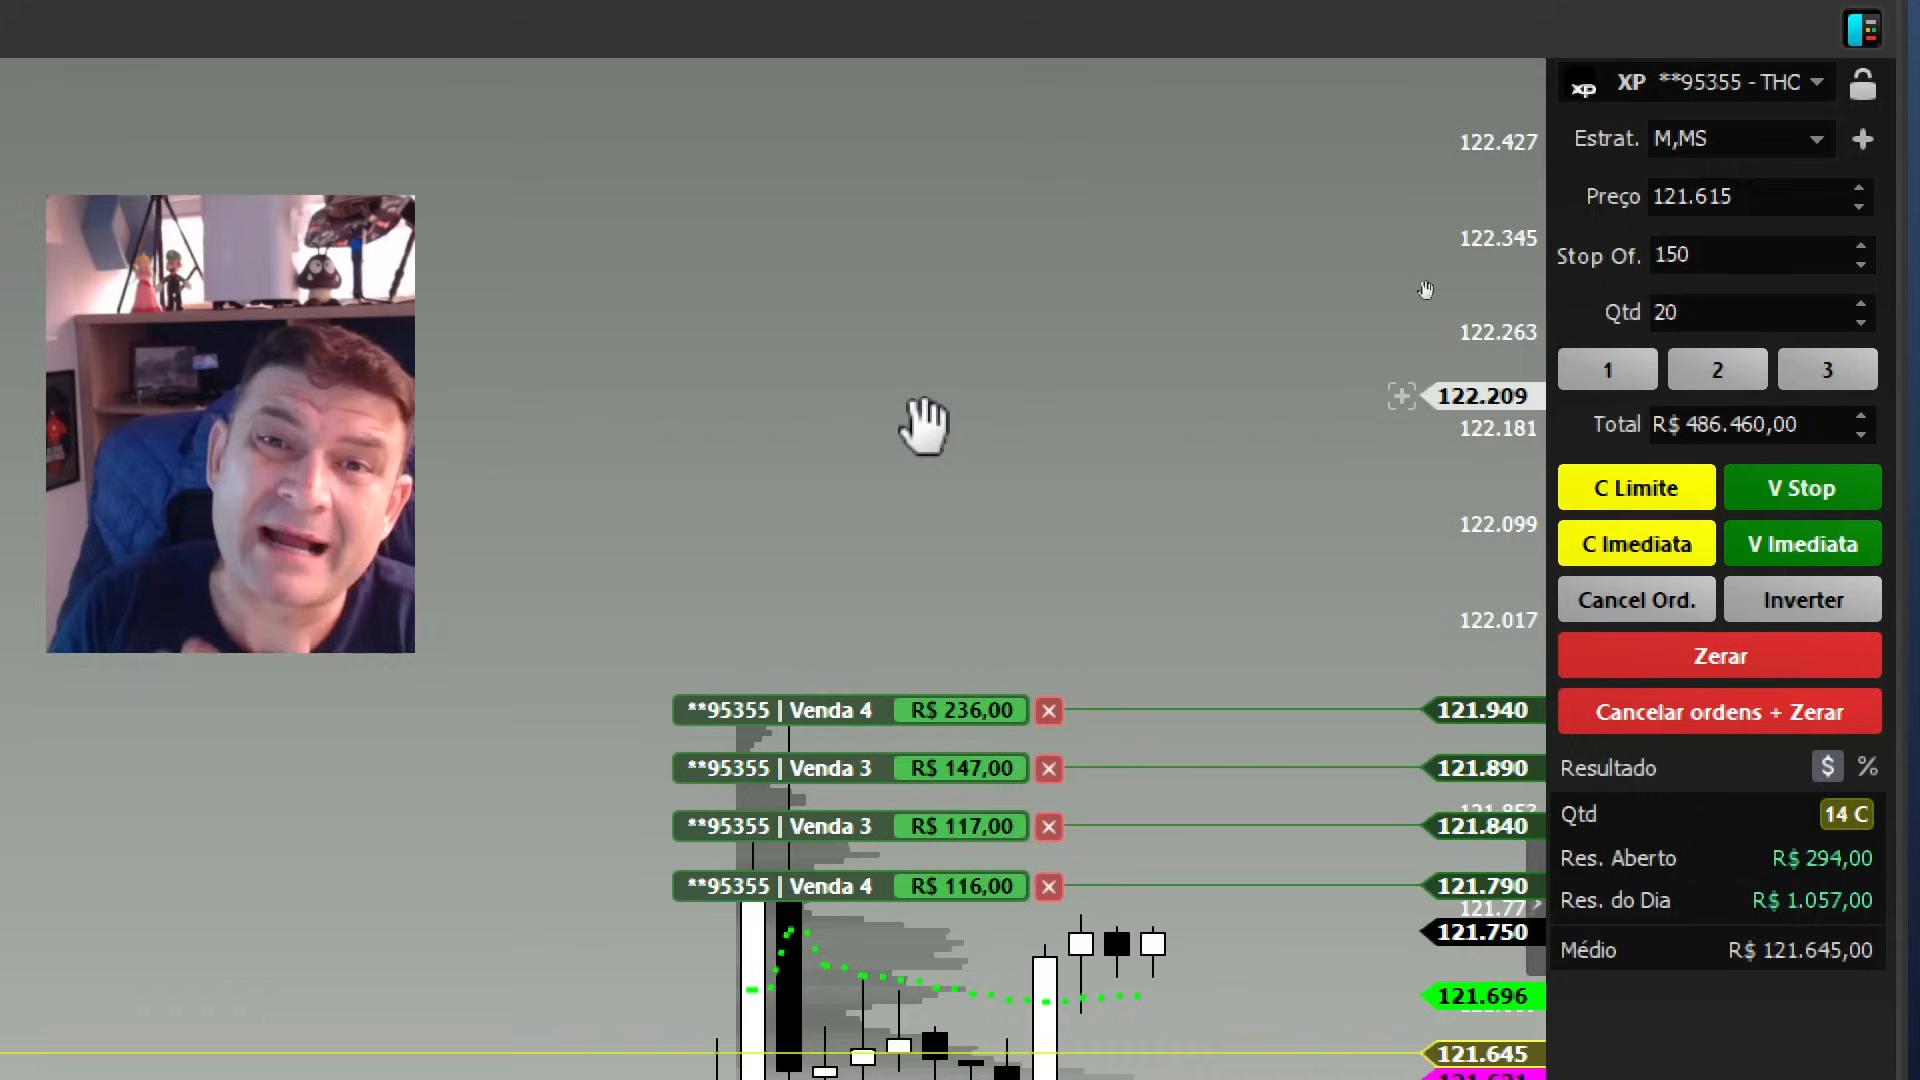 xp XP **95355 - THC
Estrat. M,MS
Preço 121.615
Stop Of. 150
Qtd 20
1 2 3
Total R$ 486.460,00
C Limite V Stop
C Imediata V Imediata
Cancel Ord. Inverter
Zerar
Cancelar ordens + Zerar
Resultado $ %
Qtd 14 C
Res. Aberto R$ 294,00
Res. do Dia R$ 1.057,00
Médio R$ 121.645,00
122.427
122.345
122.263
122.209
122.181
122.099
122.017
**95355 | Venda 4 R$ 236,00 121.940
**95355 | Venda 3 R$ 147,00 121.890
**95355 | Venda 3 R$ 117,00 121.840
**95355 | Venda 4 R$ 116,00 121.790
121.750
121.696
121.645